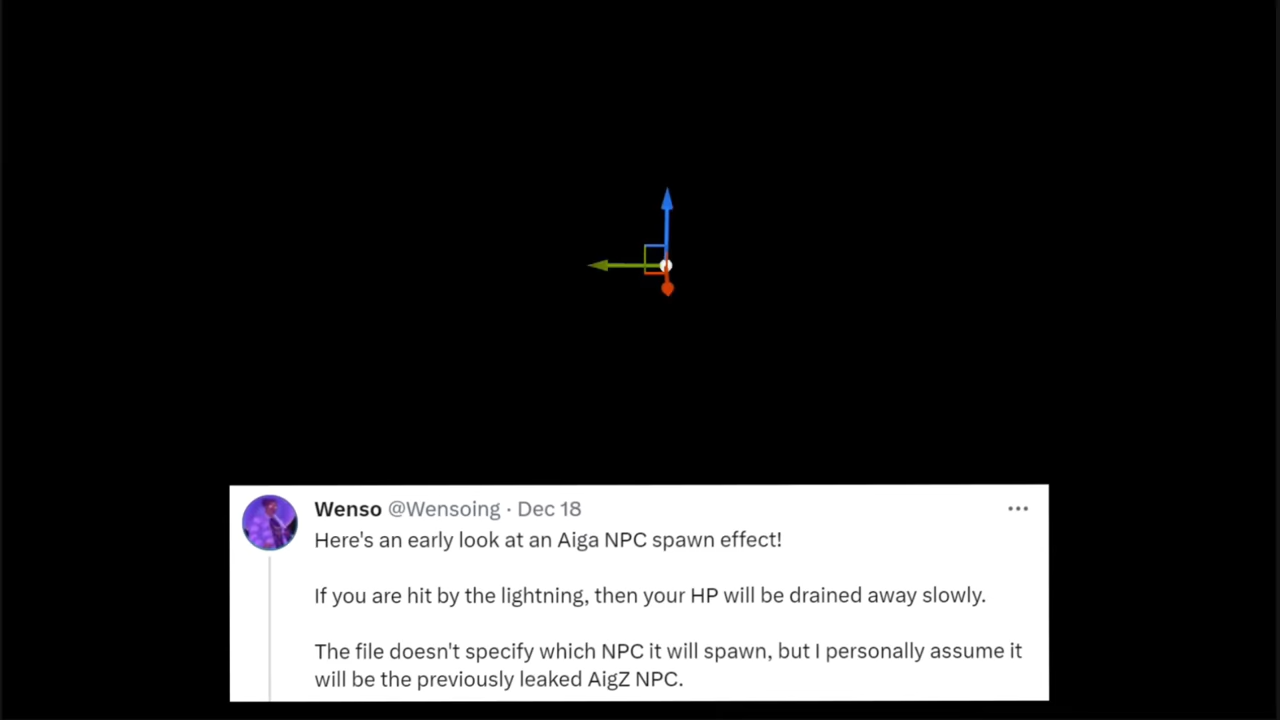 Wenso @Wensoing · Dec 18
Here's an early look at an Aiga NPC spawn effect!
If you are hit by the lightning, then your HP will be drained away slowly.
The file doesn't specify which NPC it will spawn, but I personally assume it
will be the previously leaked AigZ NPC.